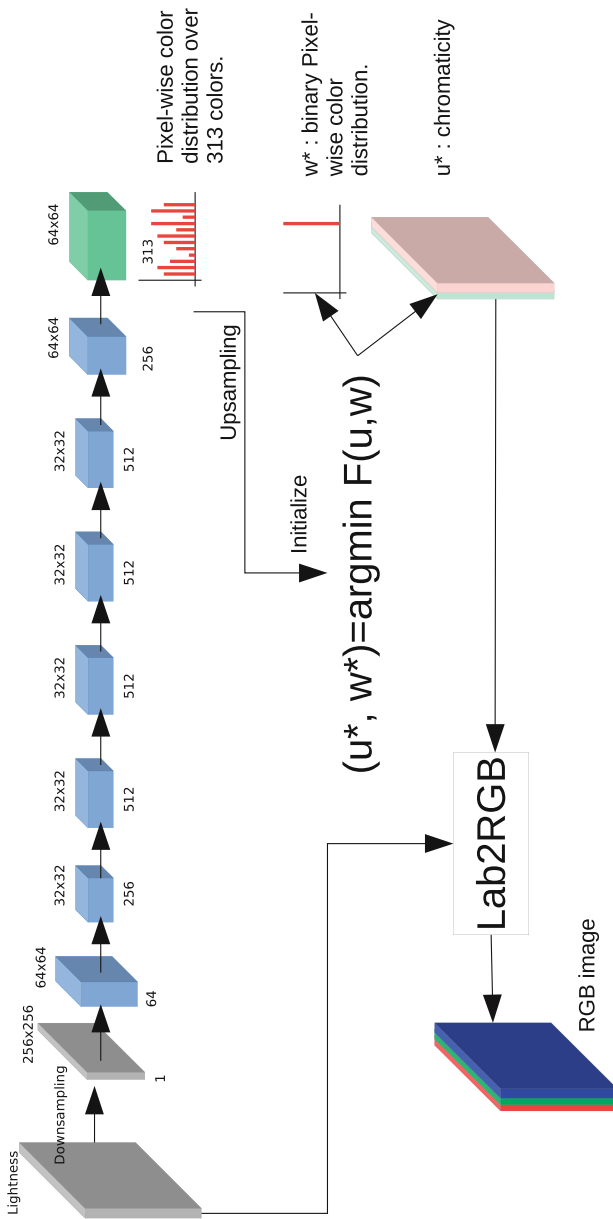 Lightness
Downsampling
256x256
1
64x64
64
32x32
256
32x32
512
32x32
512
32x32
512
32x32
512
64x64
256
64x64
313
Pixel-wise color
distribution over
313 colors.
Upsampling
Initialize
(u*, w*)=argmin F(u,w)
w* : binary Pixel-
wise color
distribution.
u* : chromaticity
Lab2RGB
RGB image